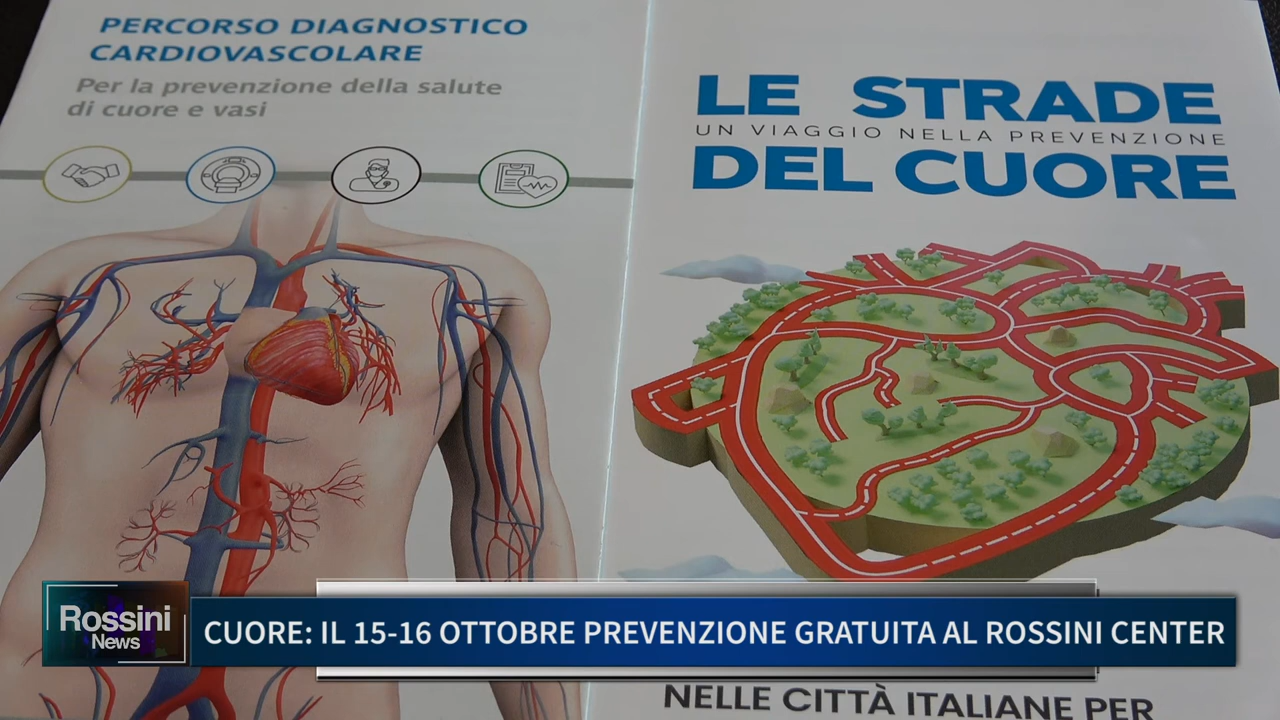 PERCORSO DIAGNOSTICO
CARDIOVASCOLARE
Per la prevenzione della salute
di cuore e vasi
LE STRADE
UN VIAGGIO NELLA PREVENZIONE
DEL CUORE
Rossini
News
CUORE: IL 15-16 OTTOBRE PREVENZIONE GRATUITA AL ROSSINI CENTER
NELLE CITTÀ ITALIANE PER